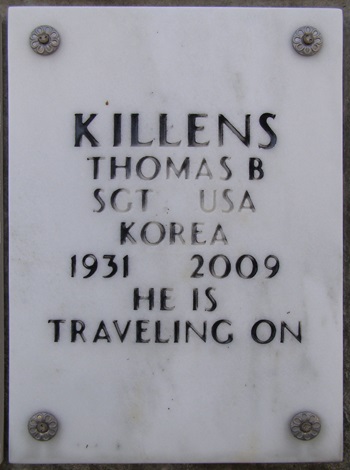 KILLENS
THOMAS B
SGT USA
KOREA
1931 2009
HE IS
TRAVELING ON